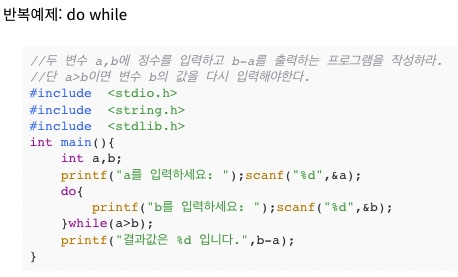 반복예제: do while
//두 변수 a,b에 정수를 입력하고 b-a를 출력하는 프로그램을 작성하라.
//단 a>b이면 변수 b의 값을 다시 입력해야한다.
#include  <stdio.h>
#include  <string.h>
#include  <stdlib.h>
int main(){
    int a,b;
    printf("a를 입력하세요: ");scanf("%d",&a);
    do{
        printf("b를 입력하세요: ");scanf("%d",&b);
    }while(a>b);
    printf("결과값은 %d 입니다.",b-a);
}